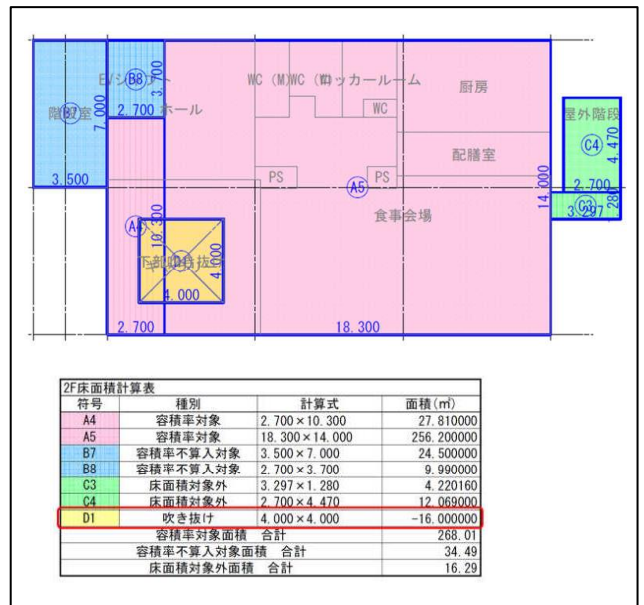 EVシャフト
B8
3.700
WC (M)
WC (W)
ロッカールーム
厨房
階段室
B7
7.000
2.700
ホール
WC
屋外階段
C4
4.470
配膳室
3.500
PS
PS
A5
14.000
2.700
C3
1.280
3.297
食事会場
A4
10.300
D1
4.000
4.000
2.700
18.300
2F床面積計算表
符号 種別 計算式 面積(㎡)
A4 容積率対象 2.700×10.300 27.810000
A5 容積率対象 18.300×14.000 256.200000
B7 容積率不算入対象 3.500×7.000 24.500000
B8 容積率不算入対象 2.700×3.700 9.990000
C3 床面積対象外 3.297×1.280 4.220160
C4 床面積対象外 2.700×4.470 12.069000
D1 吹き抜け 4.000×4.000 -16.000000
容積率対象面積 合計 268.01
容積率不算入対象面積 合計 34.49
床面積対象外面積 合計 16.29